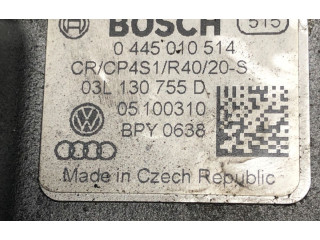 BOSCH 515
0 445 010 514
CR/CP4S1/R40/20-S
03L 130 755 D
05100310
BPY 0638
Made in Czech Republic